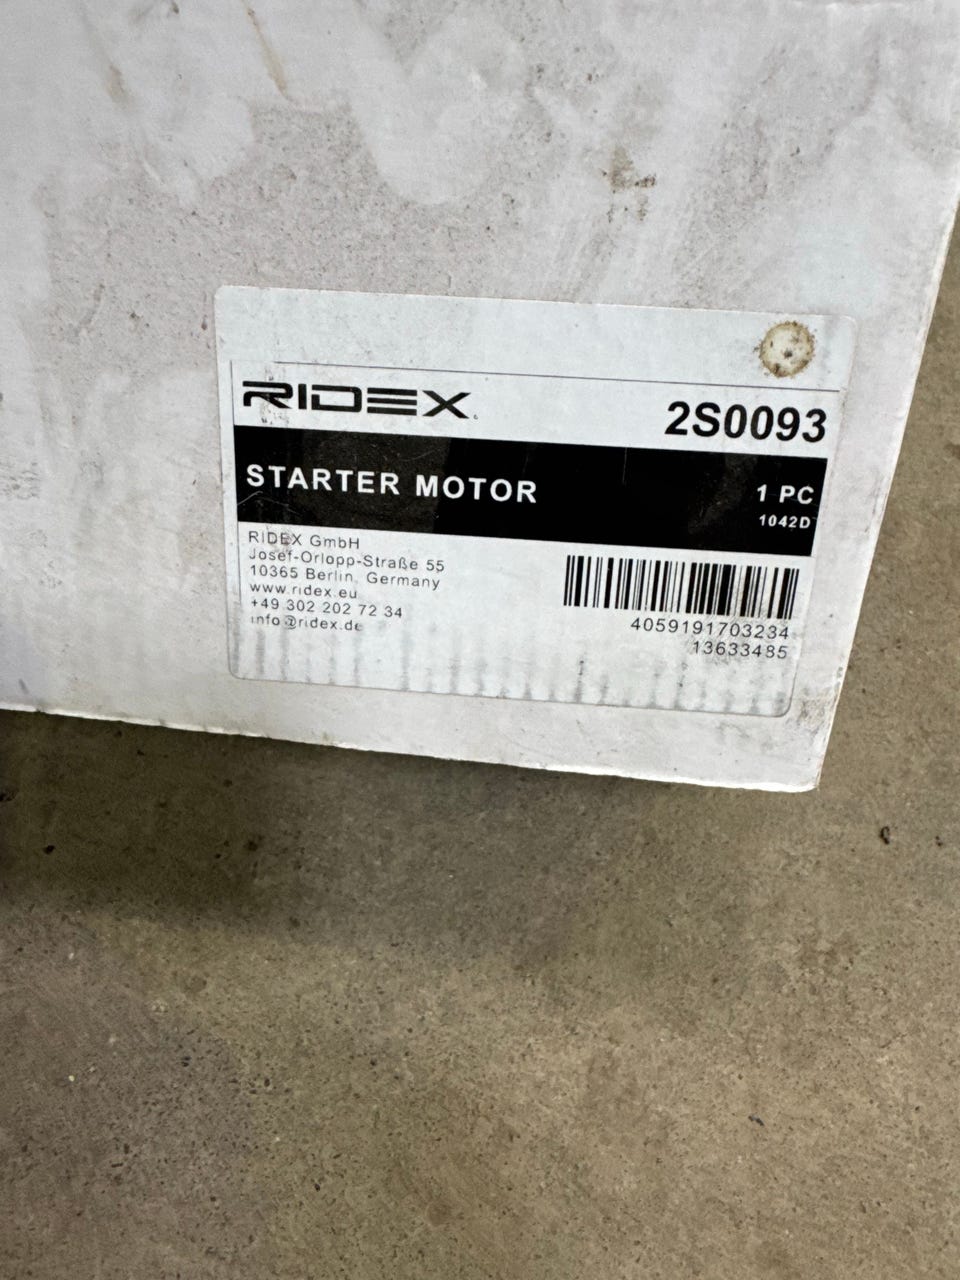 RIDEX
2S0093
STARTER MOTOR
1 PC
1042D
RIDEX GmbH
Josef-Orlopp-Straße 55
10365 Berlin, Germany
www.ridex.eu
+49 302 202 72 34
info@ridex.de
4059191703234
13633485